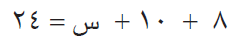 ٨ + ١٠ + س = ٢٤